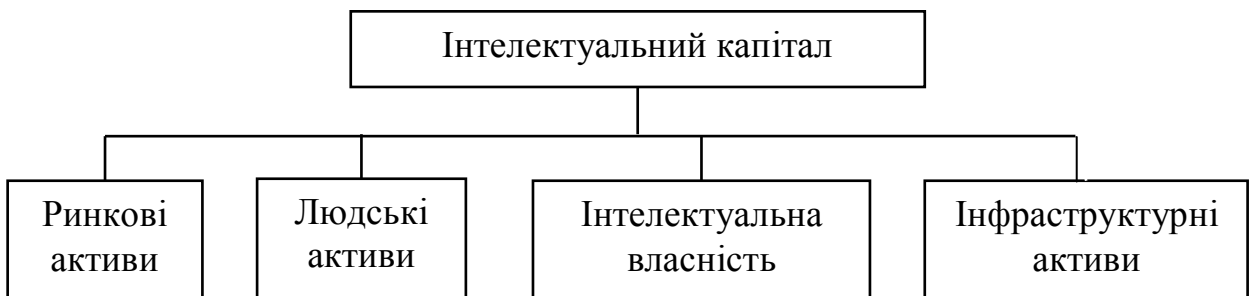 Інтелектуальний капітал
Ринкові
активи
Людські
активи
Інтелектуальна
власність
Інфраструктурні
активи